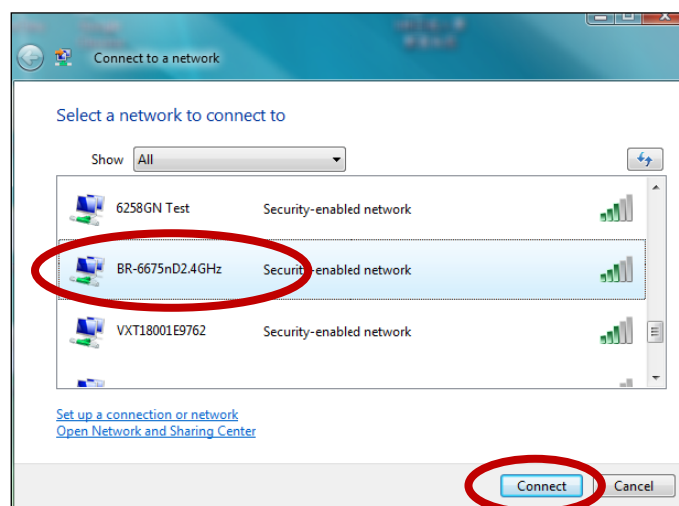 Connect to a network
Select a network to connect to
Show All
6258GN Test Security-enabled network
BR-6675nD2.4GHz Security-enabled network
VXT18001E9762 Security-enabled network
Set up a connection or network
Open Network and Sharing Center
Connect Cancel